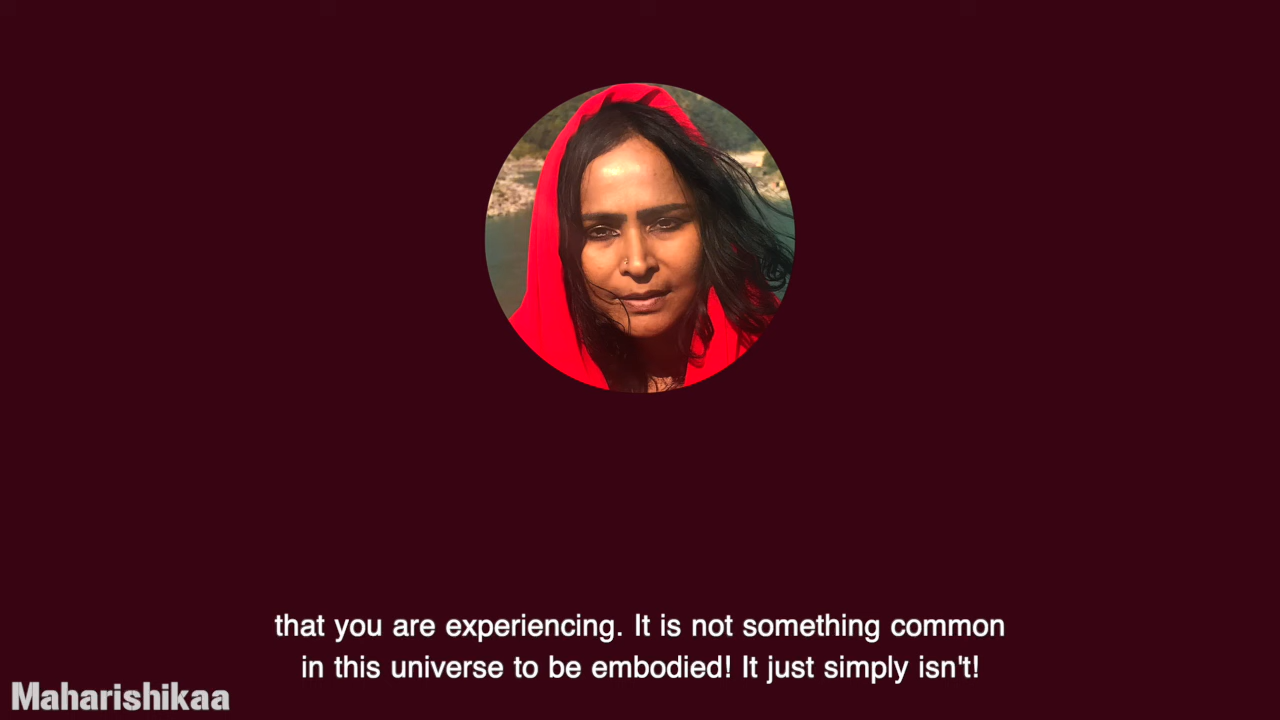 that you are experiencing. It is not something common
in this universe to be embodied! It just simply isn't!
Maharishikaa